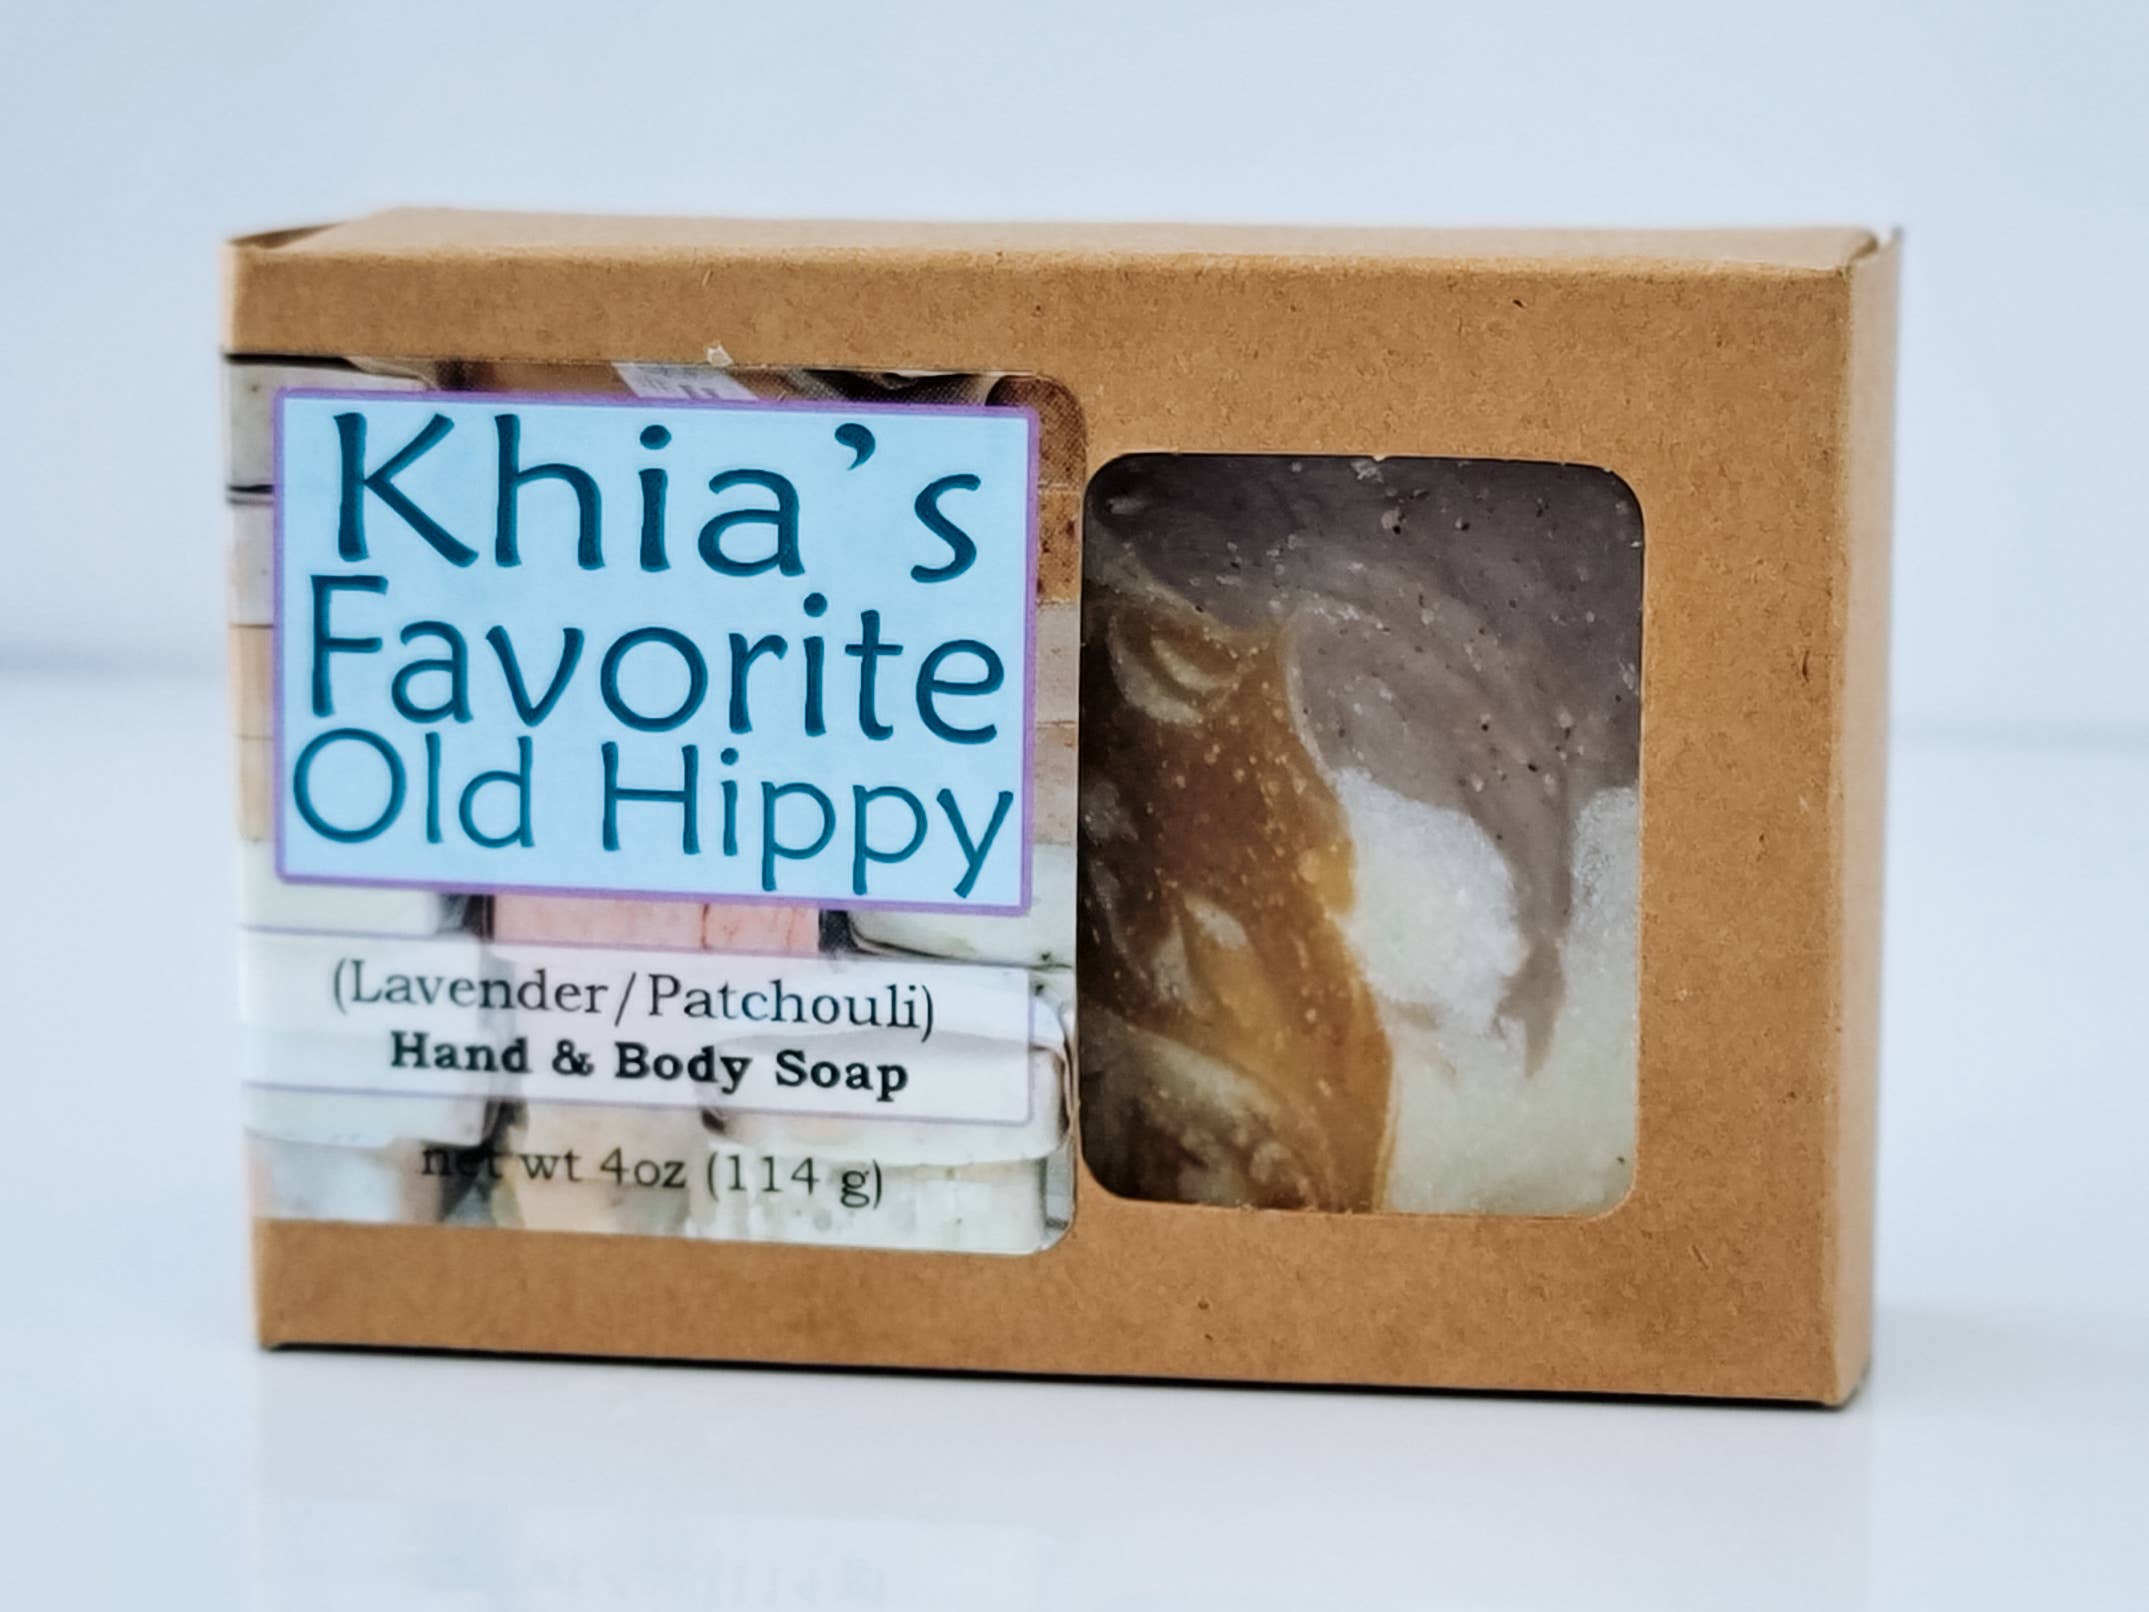 Khia's
Favorite
Old Hippy
(Lavender/Patchouli)
Hand & Body Soap
net wt 4oz (114 g)